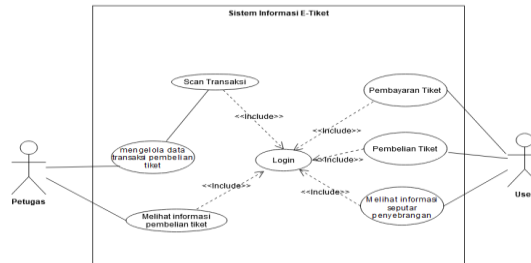 Sistem Informasi E-Tiket
Scan Transaksi
Pembayaran Tiket
<<Include>>
<<Include>>
mengelola data
transaksi pembelian
tiket
Login
Pembelian Tiket
<<Include>>
Petugas
User
<<Include>>
<<Include>>
Melihat informasi
pembelian tiket
Melihat informasi
seputar
penyebrangan